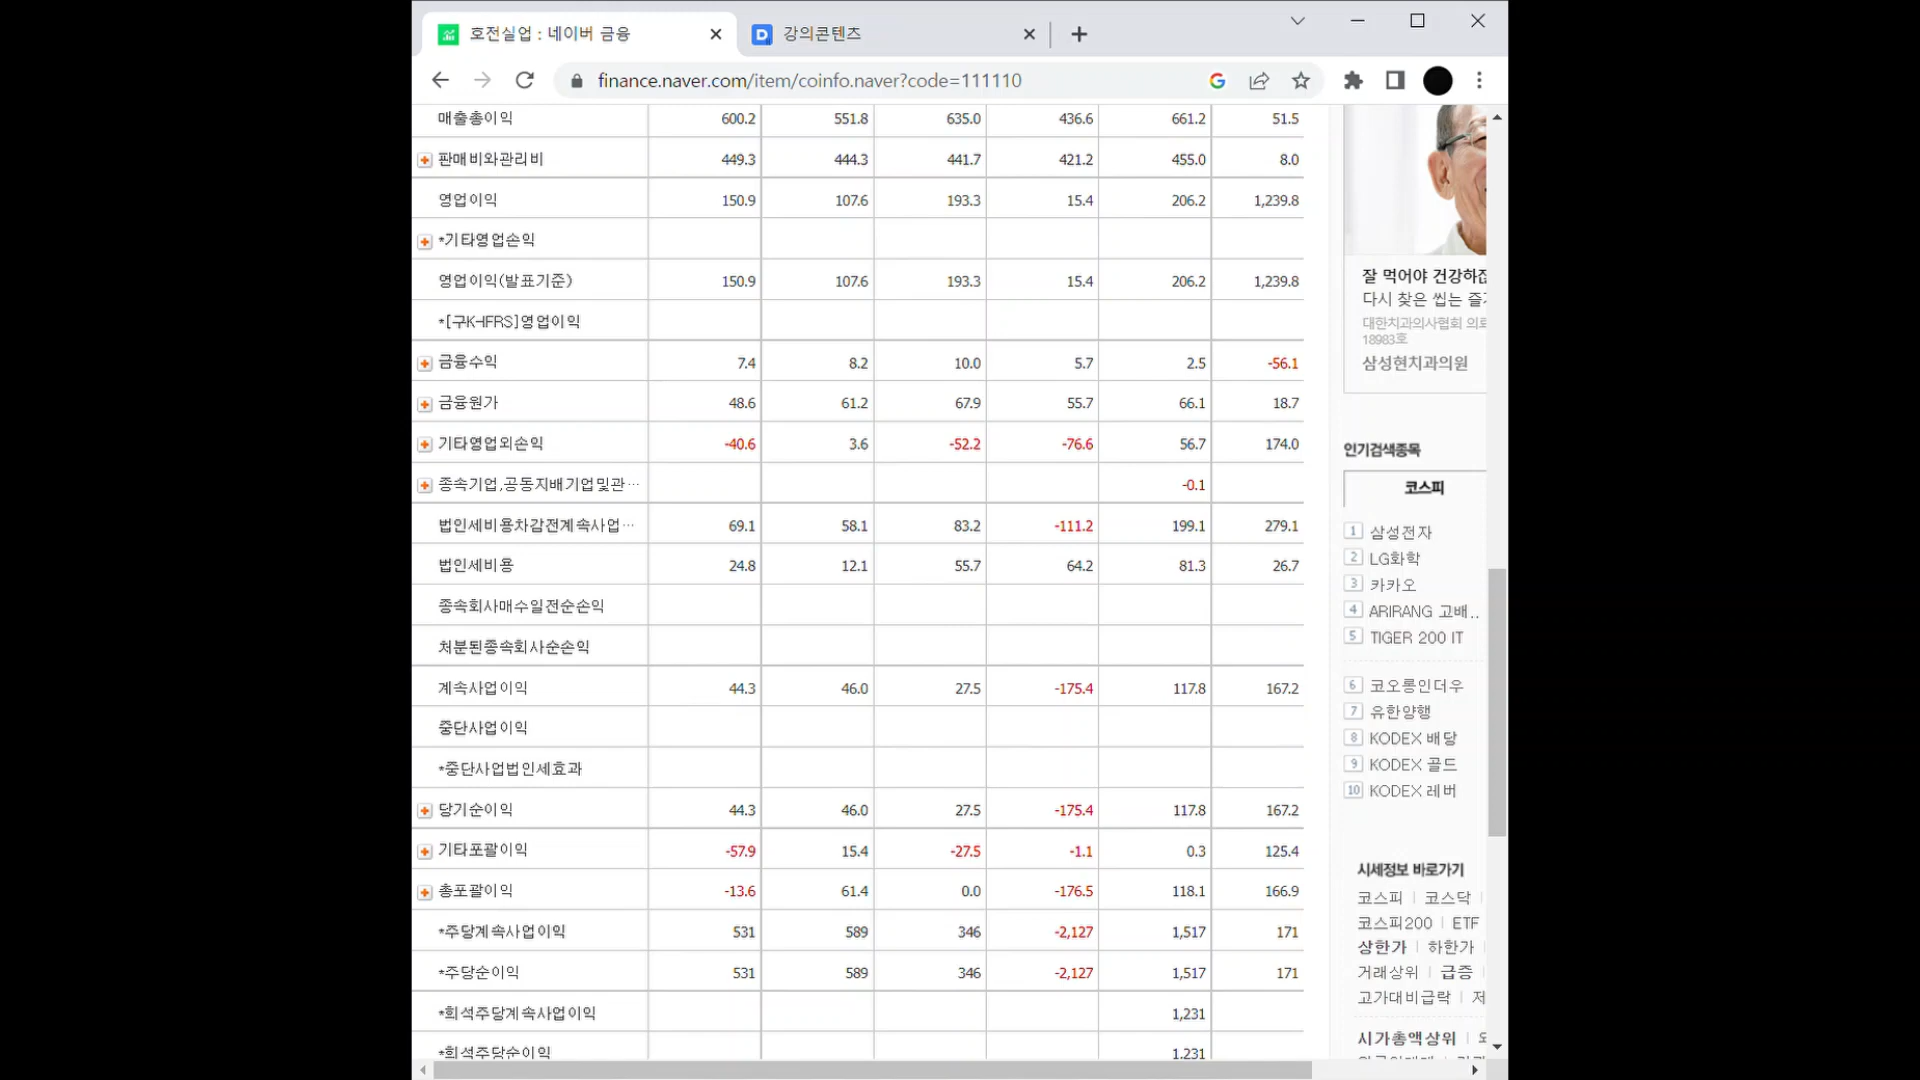 호전실업 : 네이버 금융
강의콘텐츠
finance.naver.com/item/coinfo.naver?code=111110
매출총이익 600.2 551.8 635.0 436.6 661.2 51.5
판매비와관리비 449.3 444.3 441.7 421.2 455.0 8.0
영업이익 150.9 107.6 193.3 15.4 206.2 1,239.8
*기타영업손익
영업이익(발표기준) 150.9 107.6 193.3 15.4 206.2 1,239.8
*[구K-IFRS]영업이익
금융수익 7.4 8.2 10.0 5.7 2.5 -56.1
금융원가 48.6 61.2 67.9 55.7 66.1 18.7
기타영업외손익 -40.6 3.6 -52.2 -76.6 56.7 174.0
종속기업,공동지배기업및관… -0.1
법인세비용차감전계속사업… 69.1 58.1 83.2 -111.2 199.1 279.1
법인세비용 24.8 12.1 55.7 64.2 81.3 26.7
종속회사매수일전순손익
처분된종속회사순손익
계속사업이익 44.3 46.0 27.5 -175.4 117.8 167.2
중단사업이익
*중단사업법인세효과
당기순이익 44.3 46.0 27.5 -175.4 117.8 167.2
기타포괄이익 -57.9 15.4 -27.5 -1.1 0.3 125.4
총포괄이익 -13.6 61.4 0.0 -176.5 118.1 166.9
*주당계속사업이익 531 589 346 -2,127 1,517 171
*주당순이익 531 589 346 -2,127 1,517 171
*희석주당계속사업이익 1,231
*희석주당순이익 1,231
잘 먹어야 건강하
다시 찾은 씹는 즐
대한치과의사협회 의료
18983호
삼성현치과의원
인기검색종목
코스피
1 삼성전자
2 LG화학
3 카카오
4 ARIRANG 고배..
5 TIGER 200 IT
6 코오롱인더우
7 유한양행
8 KODEX 배당
9 KODEX 골드
10 KODEX 레버
시세정보 바로가기
코스피 | 코스닥 |
코스피200 | ETF
상한가 | 하한가 |
거래상위 | 급증 |
고가대비급락 | 저
시가총액상위 |